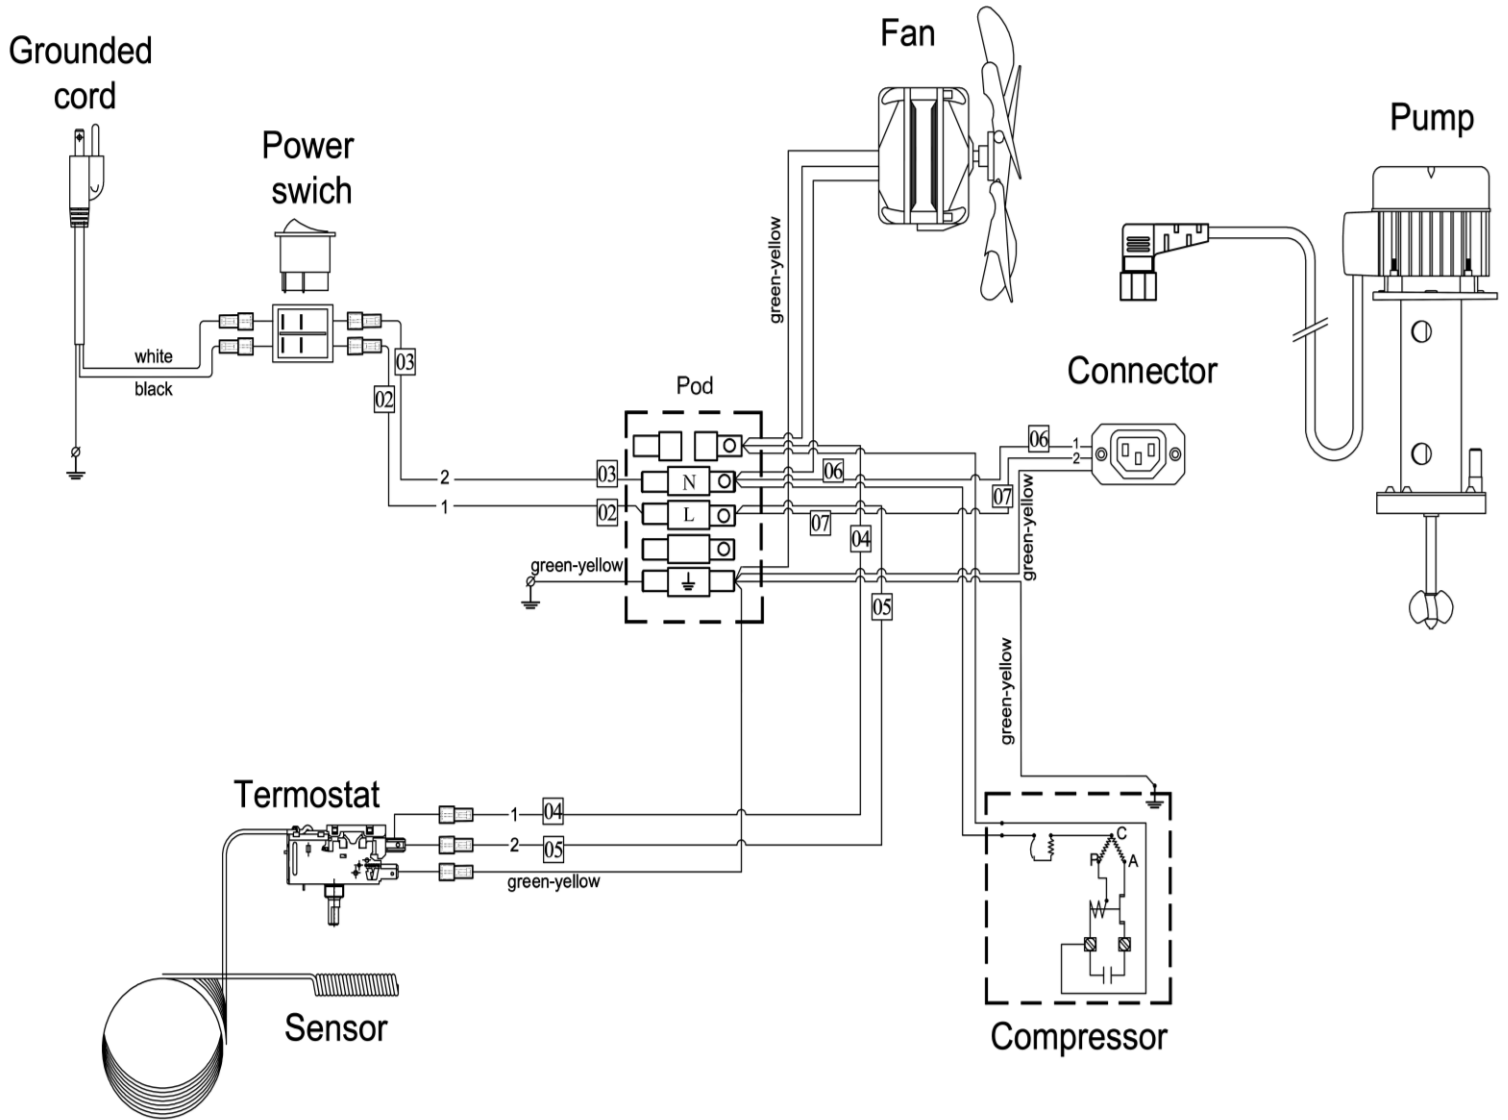 Grounded
cord
Power
swich
Fan
Pump
white
black
03
02
green-yellow
Pod
Connector
2
03
N
06
06
1
2
1
02
L
07
04
07
green-yellow
green-yellow
05
green-yellow
Termostat
1
04
2
05
green-yellow
C
R
A
Sensor
Compressor